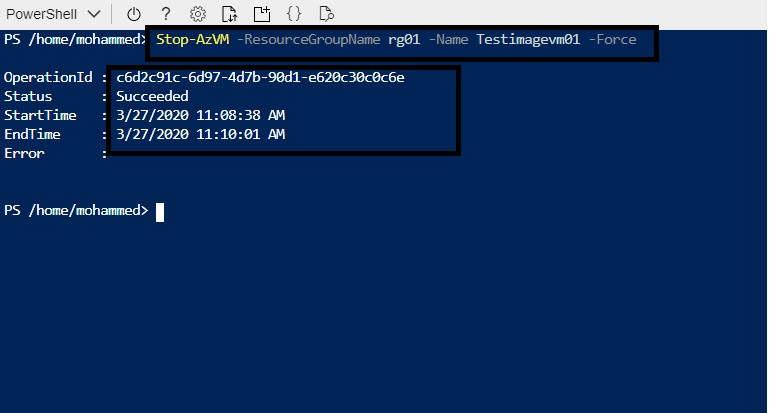 PowerShell
PS /home/mohammed> Stop-AzVM -ResourceGroupName rg01 -Name Testimagevm01 -Force
OperationId : c6d2c91c-6d97-4d7b-90d1-e620c30c0c6e
Status : Succeeded
StartTime : 3/27/2020 11:08:38 AM
EndTime : 3/27/2020 11:10:01 AM
Error :
PS /home/mohammed>